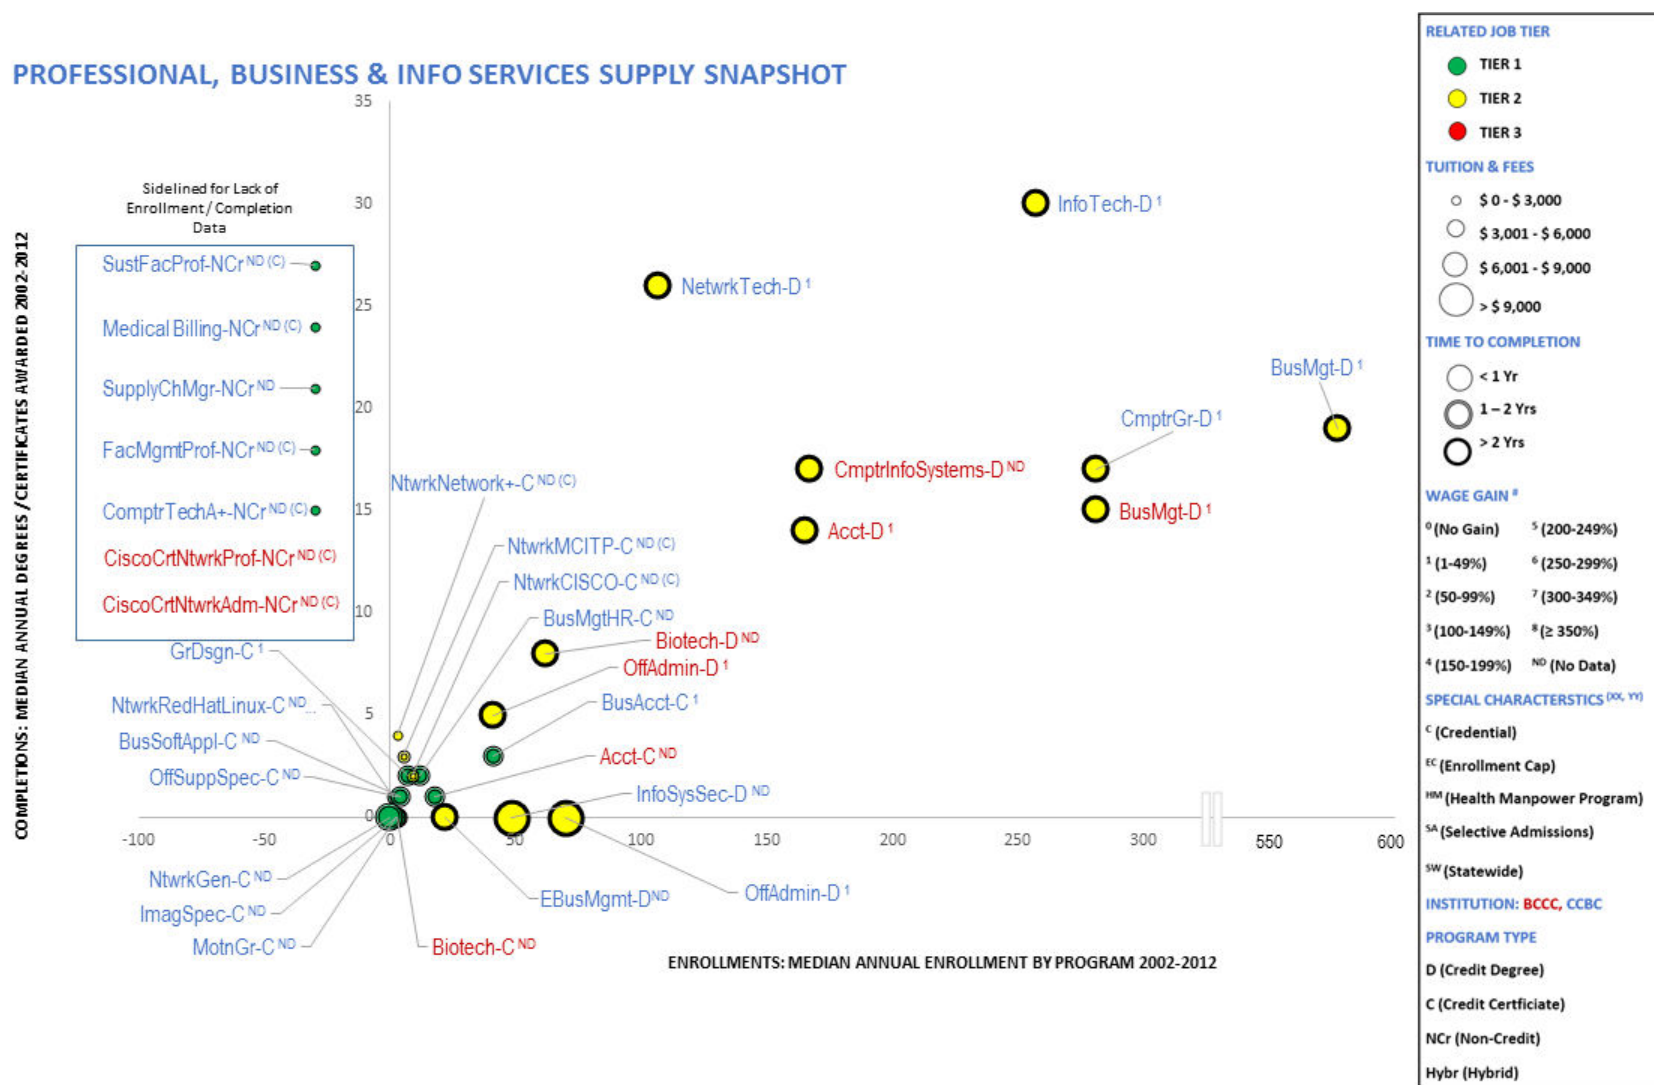 PROFESSIONAL, BUSINESS & INFO SERVICES SUPPLY SNAPSHOT
COMPLETIONS: MEDIAN ANNUAL DEGREES / CERTIFICATES AWARDED 2002-2012
35
30
25
20
15
10
5
0
Sidelined for Lack of
Enrollment / Completion
Data
SustFacProf-NCr ND (C)
Medical Billing-NCr ND (C)
SupplyChMgr-NCr ND
FacMgmtProf-NCr ND (C)
ComptrTechA+-NCr ND (C)
CiscoCrtNtwrkProf-NCr ND (C)
CiscoCrtNtwrkAdm-NCr ND (C)
InfoTech-D 1
NetwrkTech-D 1
BusMgt-D 1
CmptrGr-D 1
CmptrInfoSystems-D ND
BusMgt-D 1
Acct-D 1
NtwrkNetwork+-C ND (C)
NtwrkMCITP-C ND (C)
NtwrkCISCO-C ND (C)
BusMgtHR-C ND
Biotech-D ND
OffAdmin-D 1
BusAcct-C 1
Acct-C ND
InfoSysSec-D ND
GrDsgn-C 1
NtwrkRedHatLinux-C ND...
BusSoftAppl-C ND
OffSuppSpec-C ND
-100
-50
0
50
100
150
200
250
300
550
600
NtwrkGen-C ND
ImagSpec-C ND
MotnGr-C ND
Biotech-C ND
EBusMgmt-D ND
OffAdmin-D 1
ENROLLMENTS: MEDIAN ANNUAL ENROLLMENT BY PROGRAM 2002-2012
RELATED JOB TIER
TIER 1
TIER 2
TIER 3
TUITION & FEES
$ 0 - $ 3,000
$ 3,001 - $ 6,000
$ 6,001 - $ 9,000
> $ 9,000
TIME TO COMPLETION
< 1 Yr
1 – 2 Yrs
> 2 Yrs
WAGE GAIN #
0 (No Gain) 5 (200-249%)
1 (1-49%) 6 (250-299%)
2 (50-99%) 7 (300-349%)
3 (100-149%) 8 (≥ 350%)
4 (150-199%) ND (No Data)
SPECIAL CHARACTERSTICS (XX, YY)
C (Credential)
EC (Enrollment Cap)
HM (Health Manpower Program)
SA (Selective Admissions)
SW (Statewide)
INSTITUTION: BCCC, CCBC
PROGRAM TYPE
D (Credit Degree)
C (Credit Certficiate)
NCr (Non-Credit)
Hybr (Hybrid)